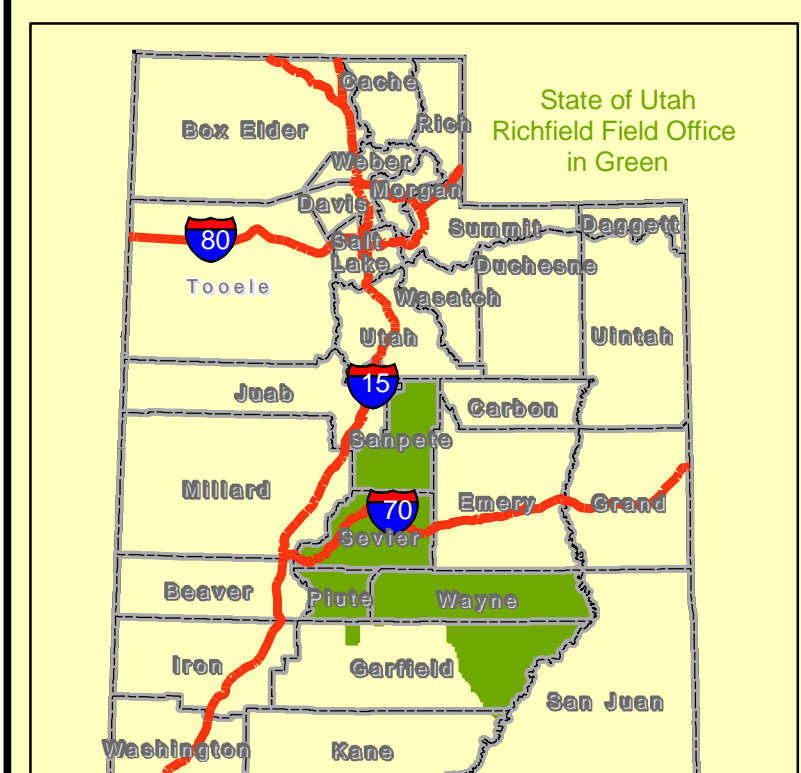 State of Utah
Richfield Field Office
in Green
Cache
Box Elder
Rich
Weber
Morgan
Davis
Summit
Daggett
80
Salt
Lake
Duchesne
Tooele
Wasatch
Utah
Uintah
15
Juab
Carbon
Sanpete
Millard
70
Emery
Grand
Sevier
Beaver
Piute
Wayne
Iron
Garfield
San Juan
Washington
Kane